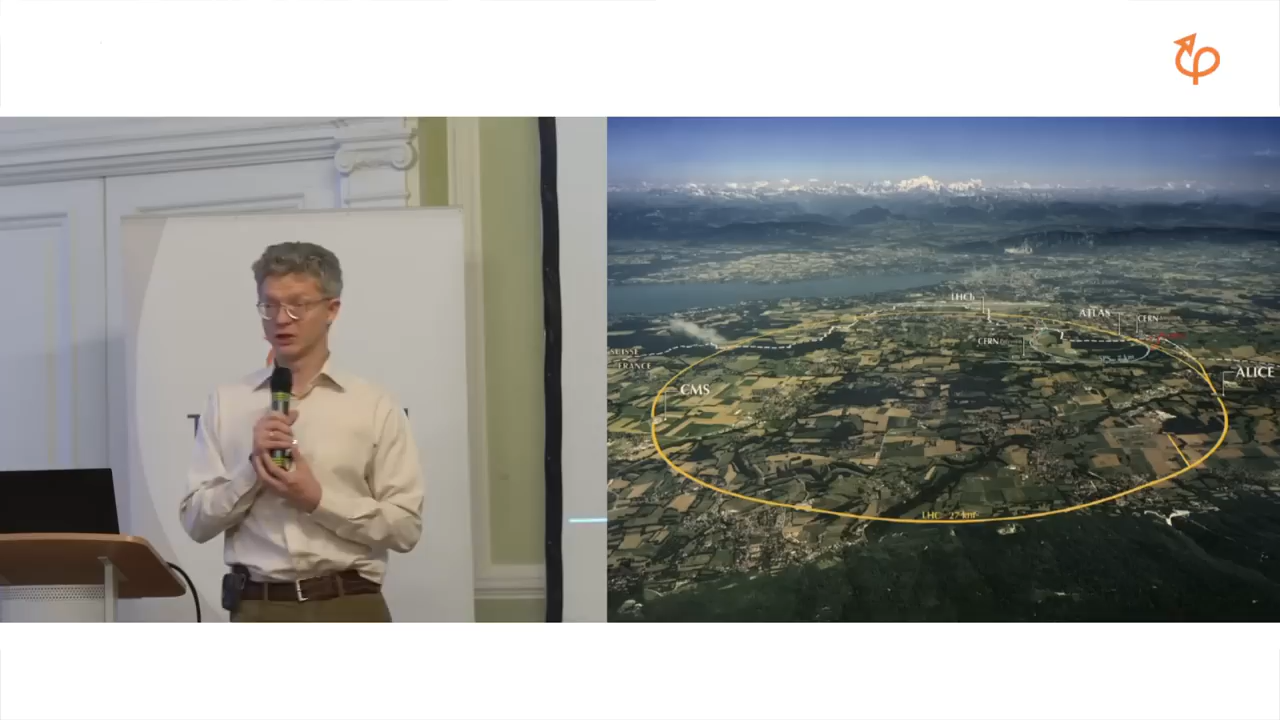 LHCb
ATLAS
CERN
CERN
SUISSE
FRANCE
CMS
ALICE
LHC 27 km
T